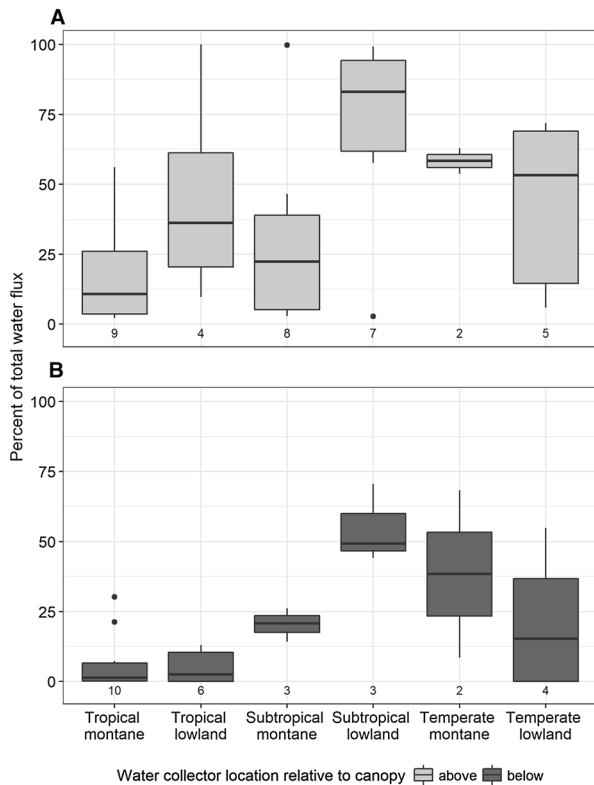 A
Percent of total water flux
100
75
50
25
0
9 4 8 7 2 5
B
100
75
50
25
0
10 6 3 3 2 4
Tropical montane
Tropical lowland
Subtropical montane
Subtropical lowland
Temperate montane
Temperate lowland
Water collector location relative to canopy above below